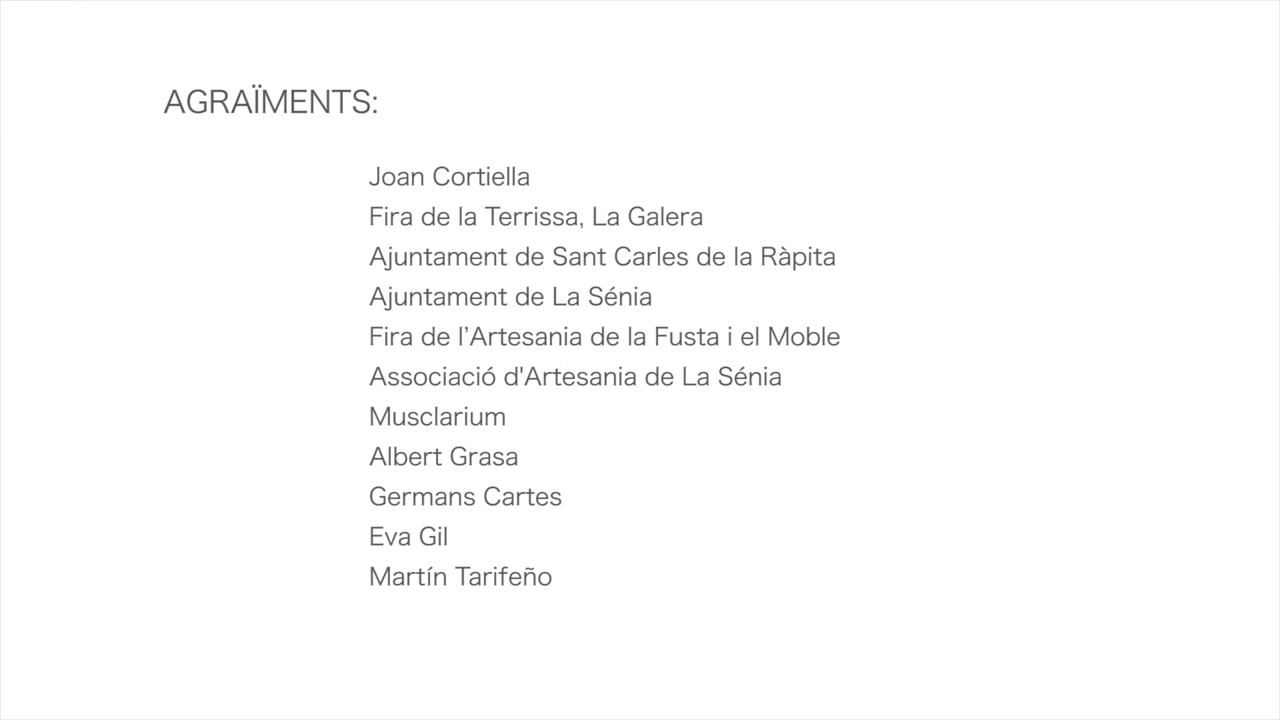 AGRAÏMENTS:
Joan Cortiella
Fira de la Terrissa, La Galera
Ajuntament de Sant Carles de la Ràpita
Ajuntament de La Sénia
Fira de l’Artesania de la Fusta i el Moble
Associació d'Artesania de La Sénia
Musclarium
Albert Grasa
Germans Cartes
Eva Gil
Martín Tarifeño